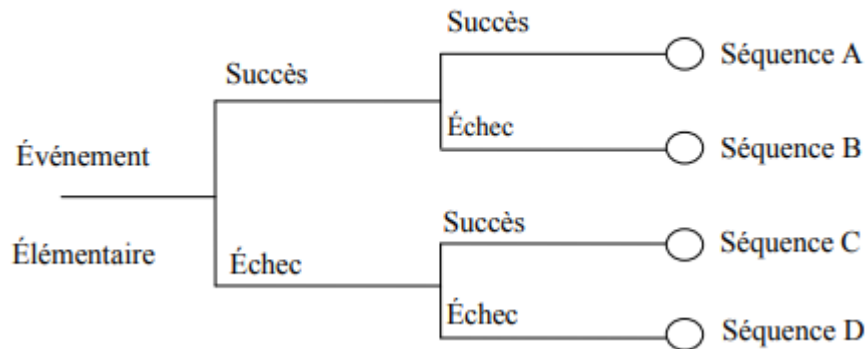 Succès
Séquence A
Succès
Échec
Séquence B
Événement
Élémentaire
Succès
Séquence C
Échec
Échec
Séquence D